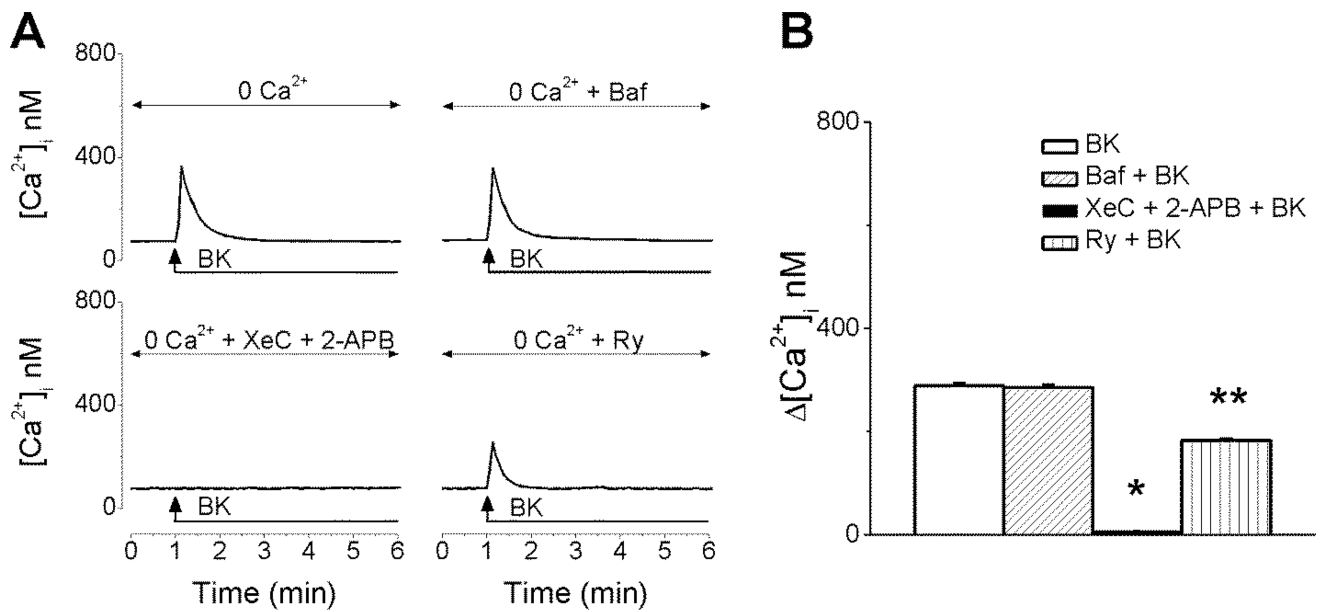 A
800
400
0
[Ca²⁺]ᵢ nM
0 Ca²⁺
BK
0 Ca²⁺ + Baf
BK
800
400
0
[Ca²⁺]ᵢ nM
0 Ca²⁺ + XeC + 2-APB
BK
0 Ca²⁺ + Ry
BK
0 1 2 3 4 5 6
0 1 2 3 4 5 6
Time (min)
Time (min)
B
800
400
0
Δ[Ca²⁺]ᵢ nM
BK
Baf + BK
XeC + 2-APB + BK
Ry + BK
*
**